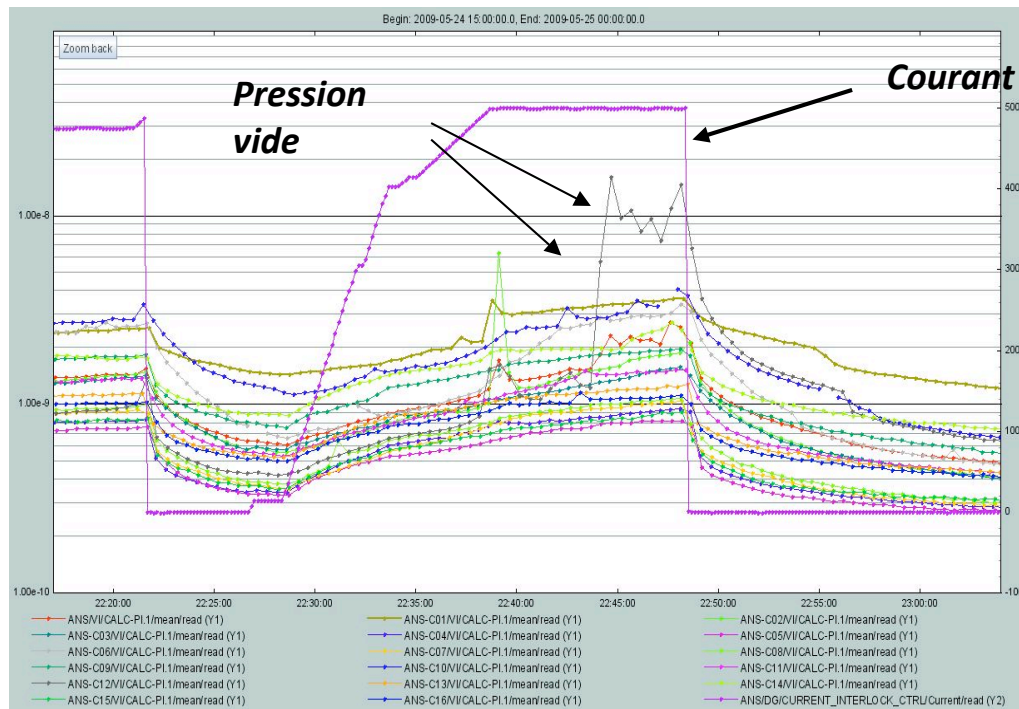 Begin: 2009-05-24 15:00:00.0, End: 2009-05-25 00:00:00.0
Zoom back
Pression
vide
Courant
1.00e-8
1.00e-9
1.00e-10
500
400
300
200
100
0
-10
22:20:00 22:25:00 22:30:00 22:35:00 22:40:00 22:45:00 22:50:00 22:55:00 23:00:00
ANS/VI/CALC-PI.1/mean/read (Y1) ANS-C01/VI/CALC-PI.1/mean/read (Y1) ANS-C02/VI/CALC-PI.1/mean/read (Y1)
ANS-C03/VI/CALC-PI.1/mean/read (Y1) ANS-C04/VI/CALC-PI.1/mean/read (Y1) ANS-C05/VI/CALC-PI.1/mean/read (Y1)
ANS-C06/VI/CALC-PI.1/mean/read (Y1) ANS-C07/VI/CALC-PI.1/mean/read (Y1) ANS-C08/VI/CALC-PI.1/mean/read (Y1)
ANS-C09/VI/CALC-PI.1/mean/read (Y1) ANS-C10/VI/CALC-PI.1/mean/read (Y1) ANS-C11/VI/CALC-PI.1/mean/read (Y1)
ANS-C12/VI/CALC-PI.1/mean/read (Y1) ANS-C13/VI/CALC-PI.1/mean/read (Y1) ANS-C14/VI/CALC-PI.1/mean/read (Y1)
ANS-C15/VI/CALC-PI.1/mean/read (Y1) ANS-C16/VI/CALC-PI.1/mean/read (Y1) ANS/DG/CURRENT_INTERLOCK_CTRL/Current/read (Y2)